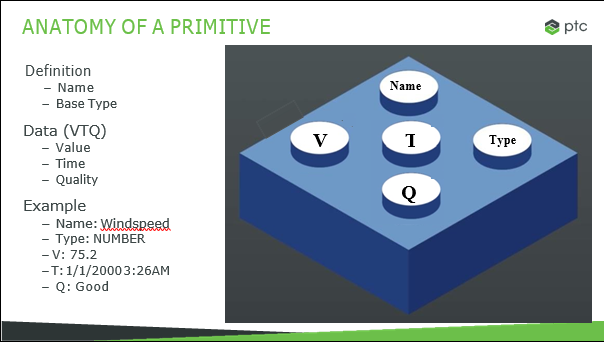 ANATOMY OF A PRIMITIVE
ptc
Definition
– Name
– Base Type
Data (VTQ)
– Value
– Time
– Quality
Example
– Name: Windspeed
– Type: NUMBER
– V: 75.2
– T: 1/1/20003:26AM
– Q: Good
Name
V
T
Type
Q